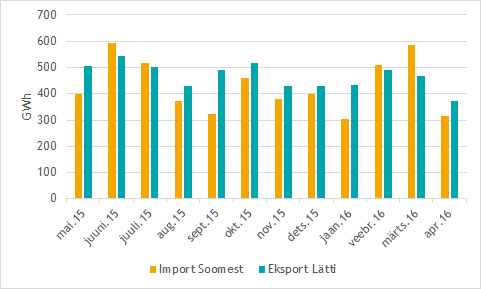 700
600
500
400
300
200
100
0
GWh
mai.15 juuni.15 juuli.15 aug.15 sept.15 okt.15 nov.15 dets.15 jaan.16 veebr.16 märts.16 apr.16
Import Soomest Eksport Lätti